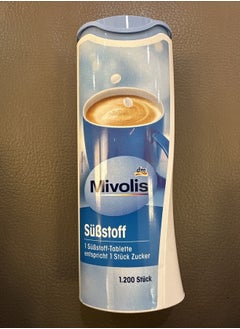 dm
Mivolis
Süßstoff
1 Süßstoff-Tablette
entspricht 1 Stück Zucker
1.200 Stück